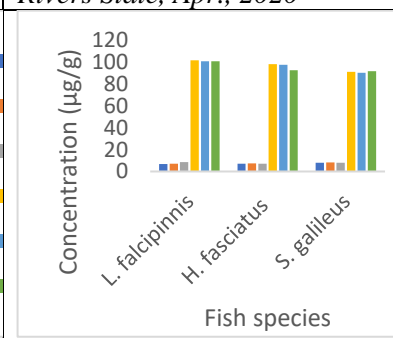 Rivers State, Apr., 2020
120
100
80
60
40
20
0
Concentration (µg/g)
L. falcipinnis
H. fasciatus
S. galileus
Fish species